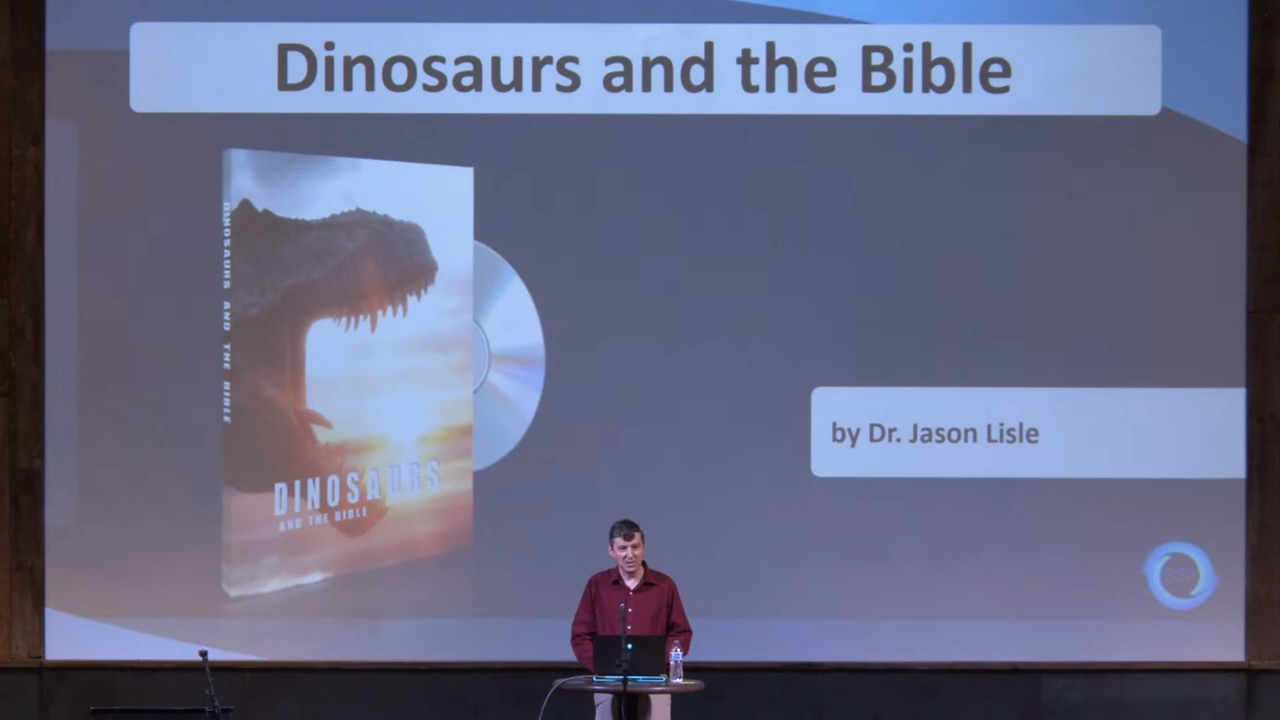 Dinosaurs and the Bible
DINOSAURS AND THE BIBLE
DINOSAURS
AND THE BIBLE
by Dr. Jason Lisle